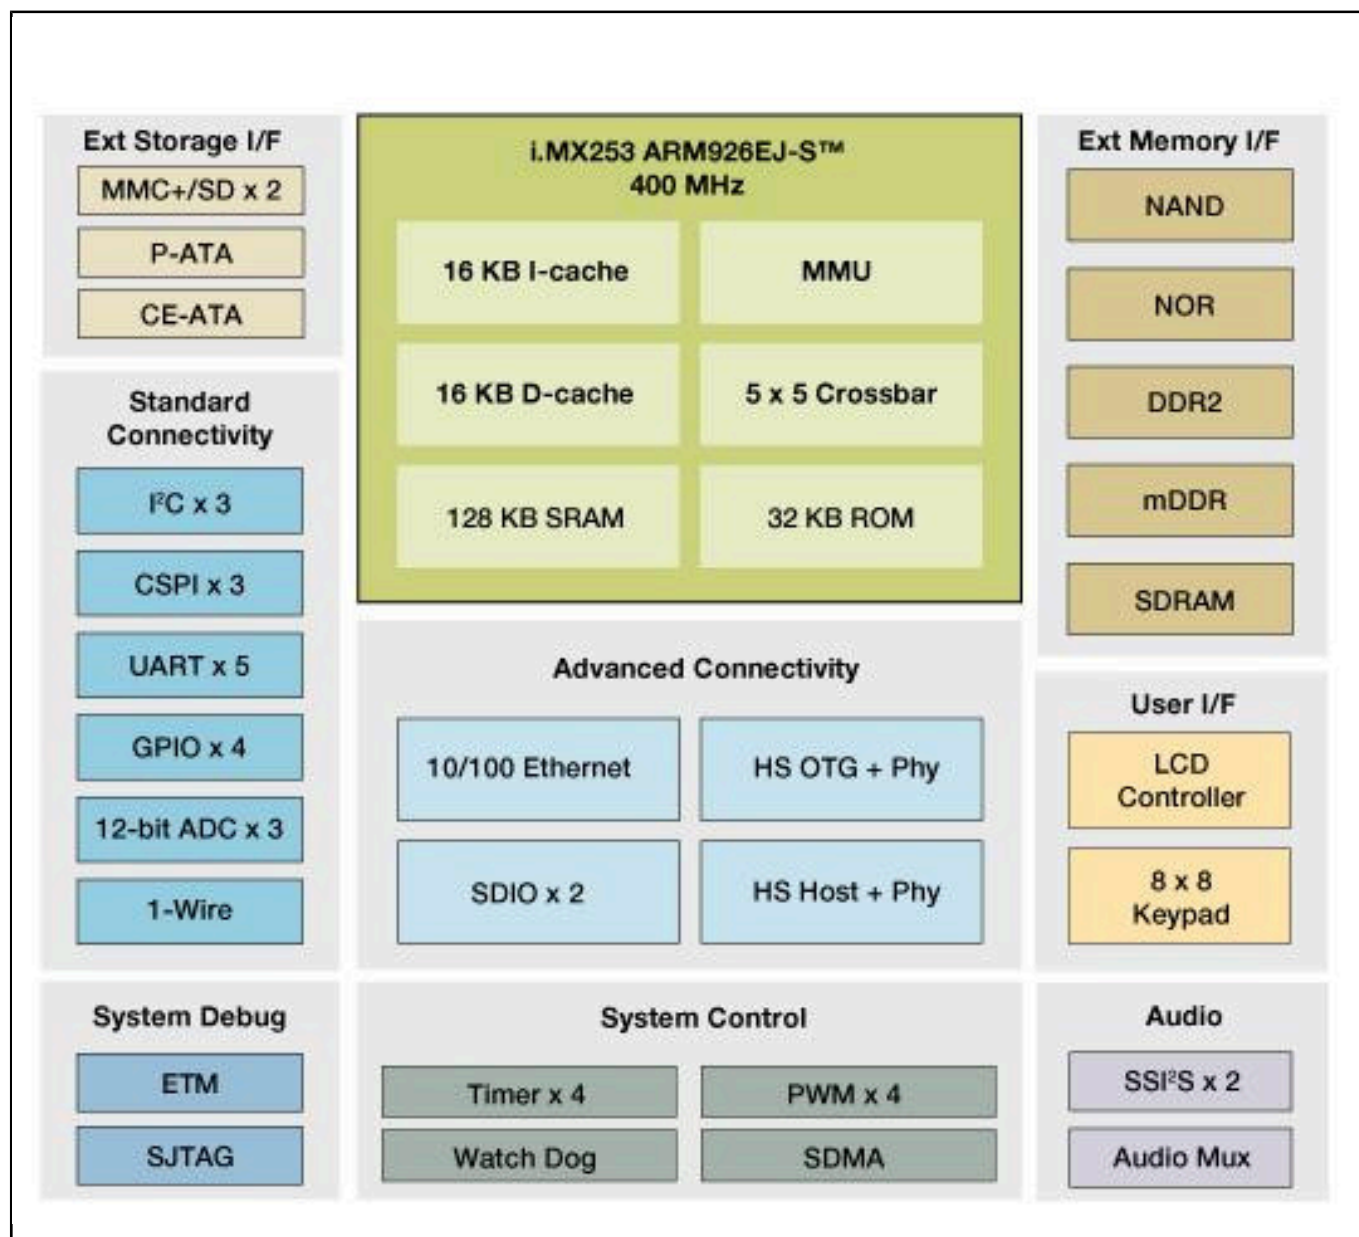 Ext Storage I/F
MMC+/SD x 2
P-ATA
CE-ATA
Standard
Connectivity
I²C x 3
CSPI x 3
UART x 5
GPIO x 4
12-bit ADC x 3
1-Wire
System Debug
ETM
SJTAG
i.MX253 ARM926EJ-S™
400 MHz
16 KB I-cache
MMU
16 KB D-cache
5 x 5 Crossbar
128 KB SRAM
32 KB ROM
Advanced Connectivity
10/100 Ethernet
HS OTG + Phy
SDIO x 2
HS Host + Phy
System Control
Timer x 4
PWM x 4
Watch Dog
SDMA
Ext Memory I/F
NAND
NOR
DDR2
mDDR
SDRAM
User I/F
LCD
Controller
8 x 8
Keypad
Audio
SSI²S x 2
Audio Mux